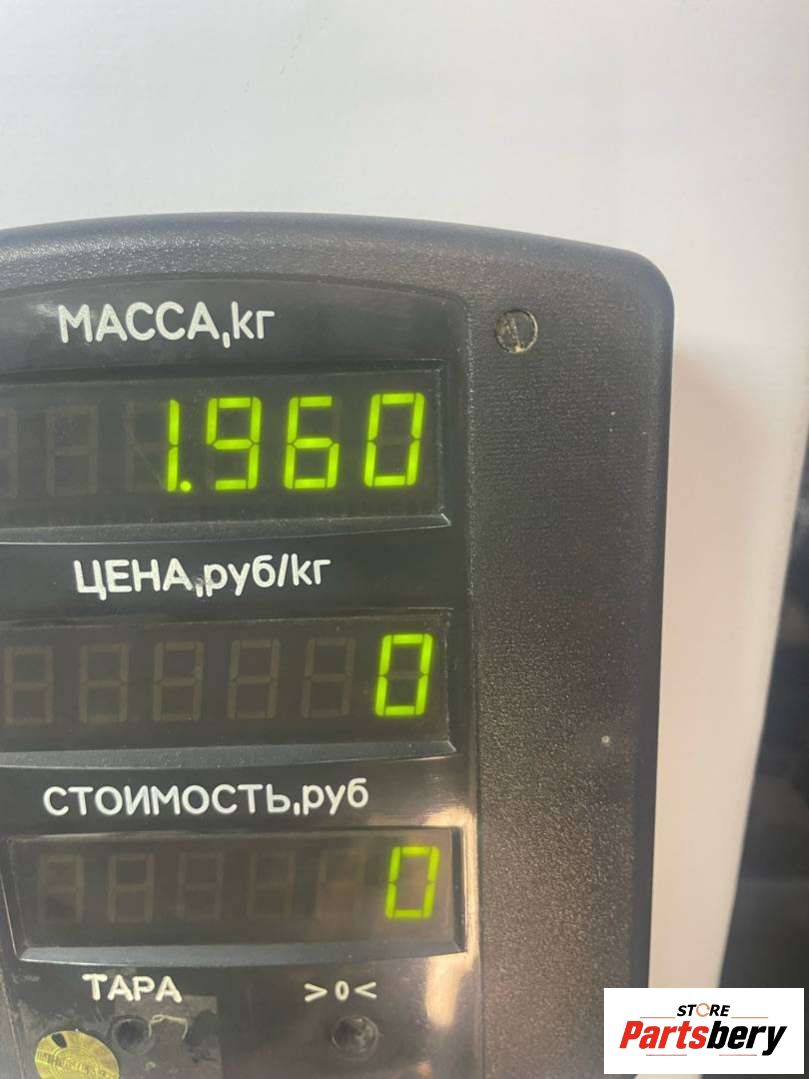 МАССА,кг
1.960
ЦЕНА,руб/кг
0
СТОИМОСТЬ,руб
0
ТАРА >0<
STORE
Partsbery